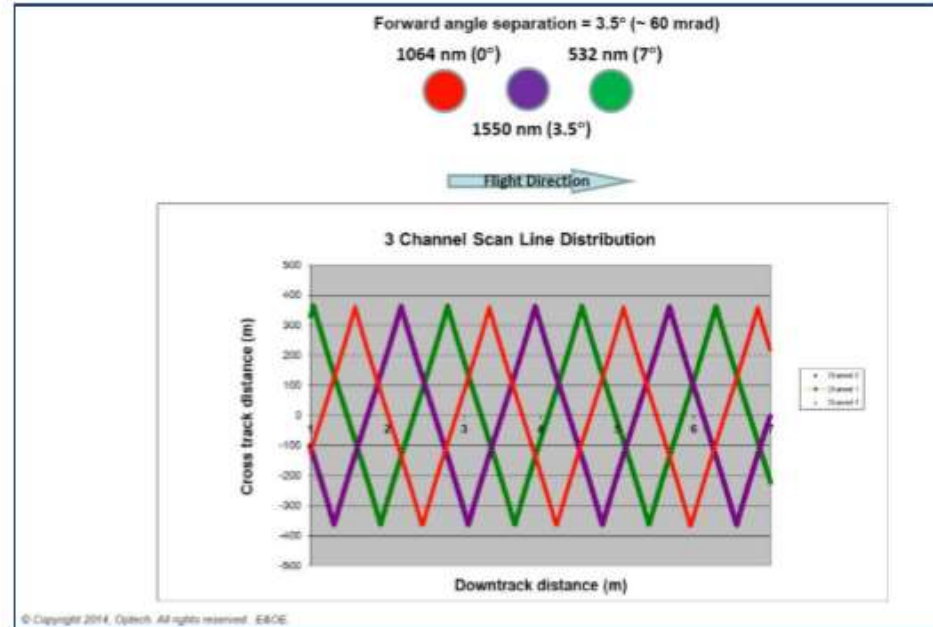 Forward angle separation = 3.5° (~ 60 mrad)
1064 nm (0°) 532 nm (7°)
1550 nm (3.5°)
Flight Direction
3 Channel Scan Line Distribution
500
400
300
200
100
0
-100
-200
-300
-400
-500
1 2 3 4 5 6 7
Cross track distance (m)
Downtrack distance (m)
© Copyright 2014, Optech. All rights reserved. E&OE.